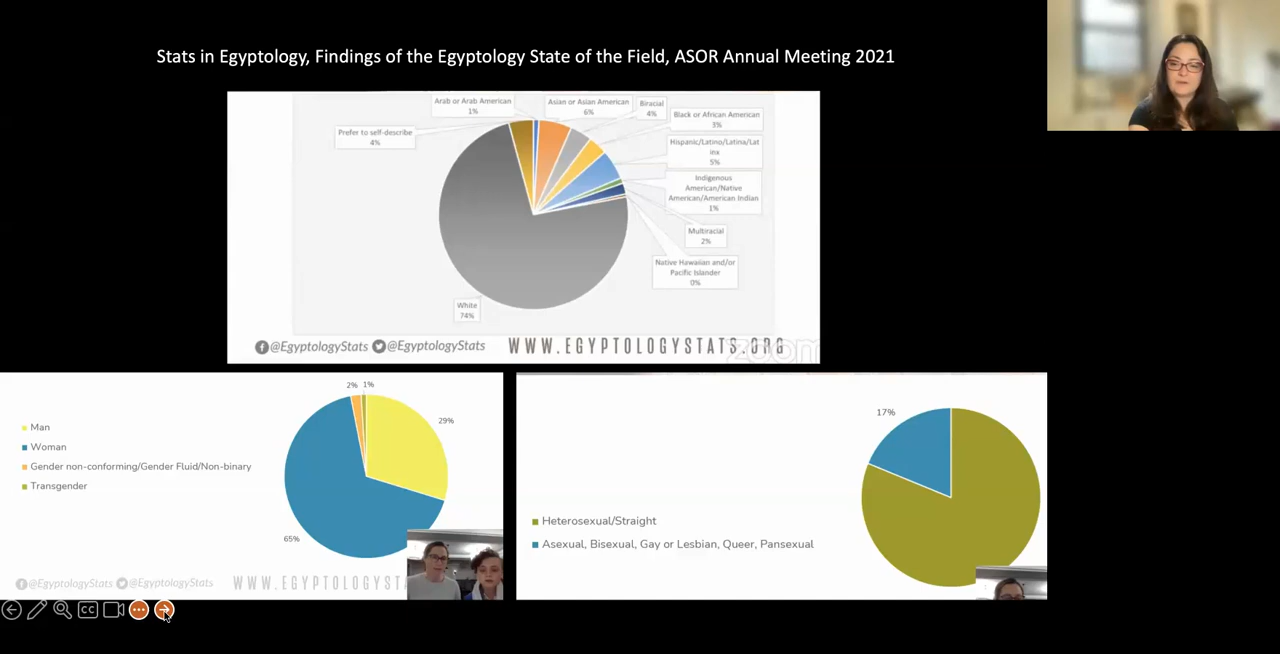 Stats in Egyptology, Findings of the Egyptology State of the Field, ASOR Annual Meeting 2021
Arab or Arab American
1%
Asian or Asian American
6%
Biracial
4%
Black or African American
3%
Prefer to self-describe
4%
Hispanic/Latino/Latina/Lat
inx
5%
Indigenous
American/Native
American/American Indian
1%
Multiracial
2%
Native Hawaiian and/or
Pacific Islander
0%
White
74%
@EgyptologyStats @EgyptologyStats WWW.EGYPTOLOGYSTATS.ORG
zoom
2% 1%
29%
Man
Woman
Gender non-conforming/Gender Fluid/Non-binary
Transgender
65%
@EgyptologyStats @EgyptologyStats WWW.EGYPTOLOGYST
17%
Heterosexual/Straight
Asexual, Bisexual, Gay or Lesbian, Queer, Pansexual
CC